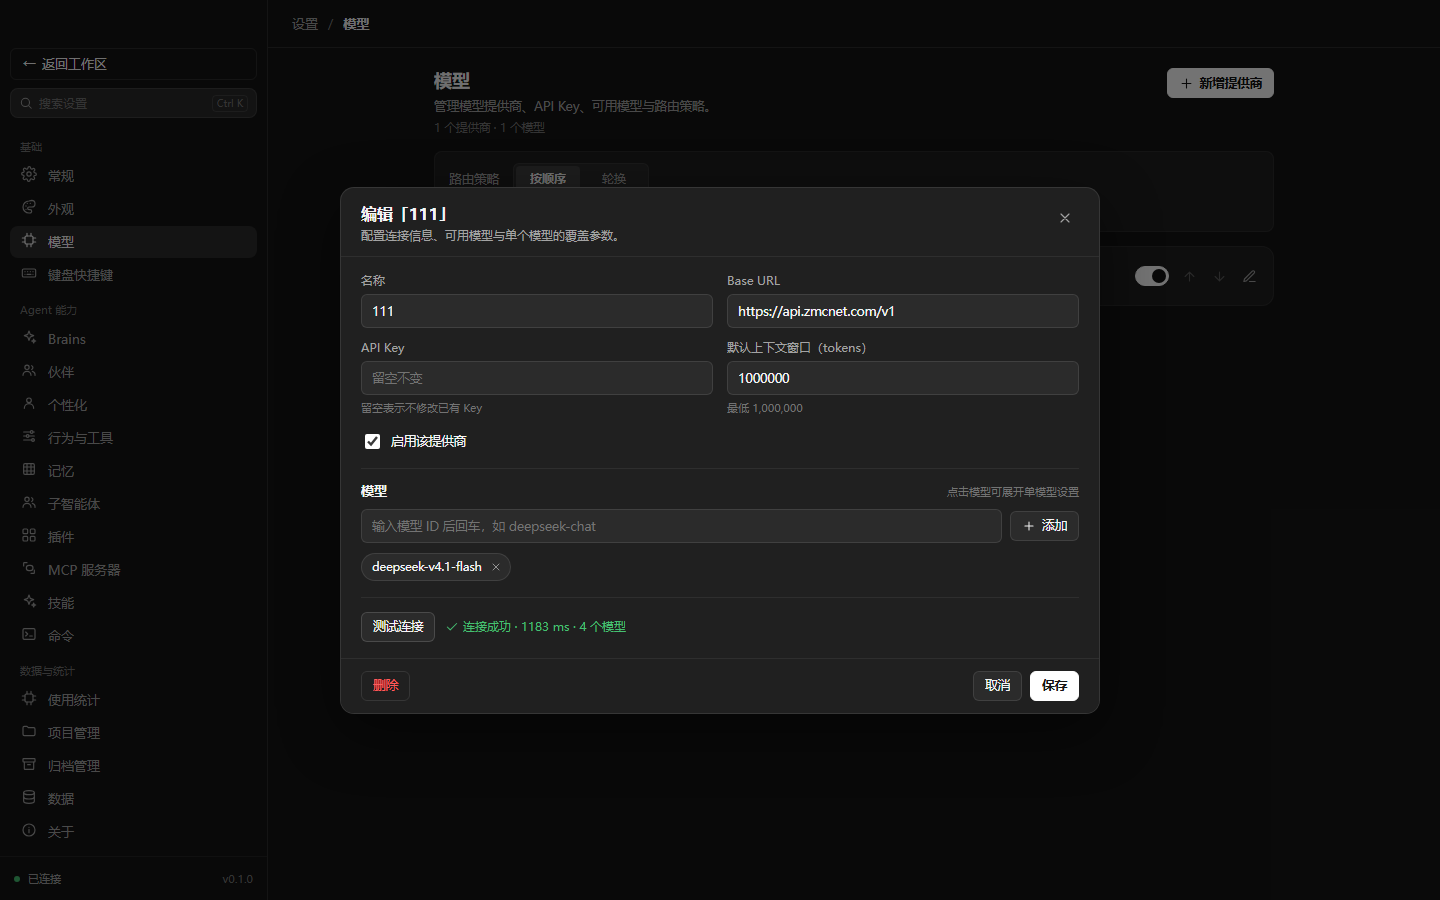 设置 / 模型
← 返回工作区
搜索设置 Ctrl K
基础
常规
外观
模型
键盘快捷键
Agent 能力
Brains
伙伴
个性化
行为与工具
记忆
子智能体
插件
MCP 服务器
技能
命令
数据与统计
使用统计
项目管理
归档管理
数据
关于
已连接 v0.1.0
模型
管理模型提供商、API Key、可用模型与路由策略。
1 个提供商 · 1 个模型
+ 新增提供商
路由策略 按顺序 轮换
编辑「111」
配置连接信息、可用模型与单个模型的覆盖参数。
名称 Base URL
111 https://api.zmcnet.com/v1
API Key 默认上下文窗口（tokens）
留空不变 1000000
留空表示不修改已有 Key 最低 1,000,000
启用该提供商
模型 点击模型可展开单模型设置
输入模型 ID 后回车，如 deepseek-chat + 添加
deepseek-v4.1-flash ×
测试连接 ✓ 连接成功 · 1183 ms · 4 个模型
删除 取消 保存